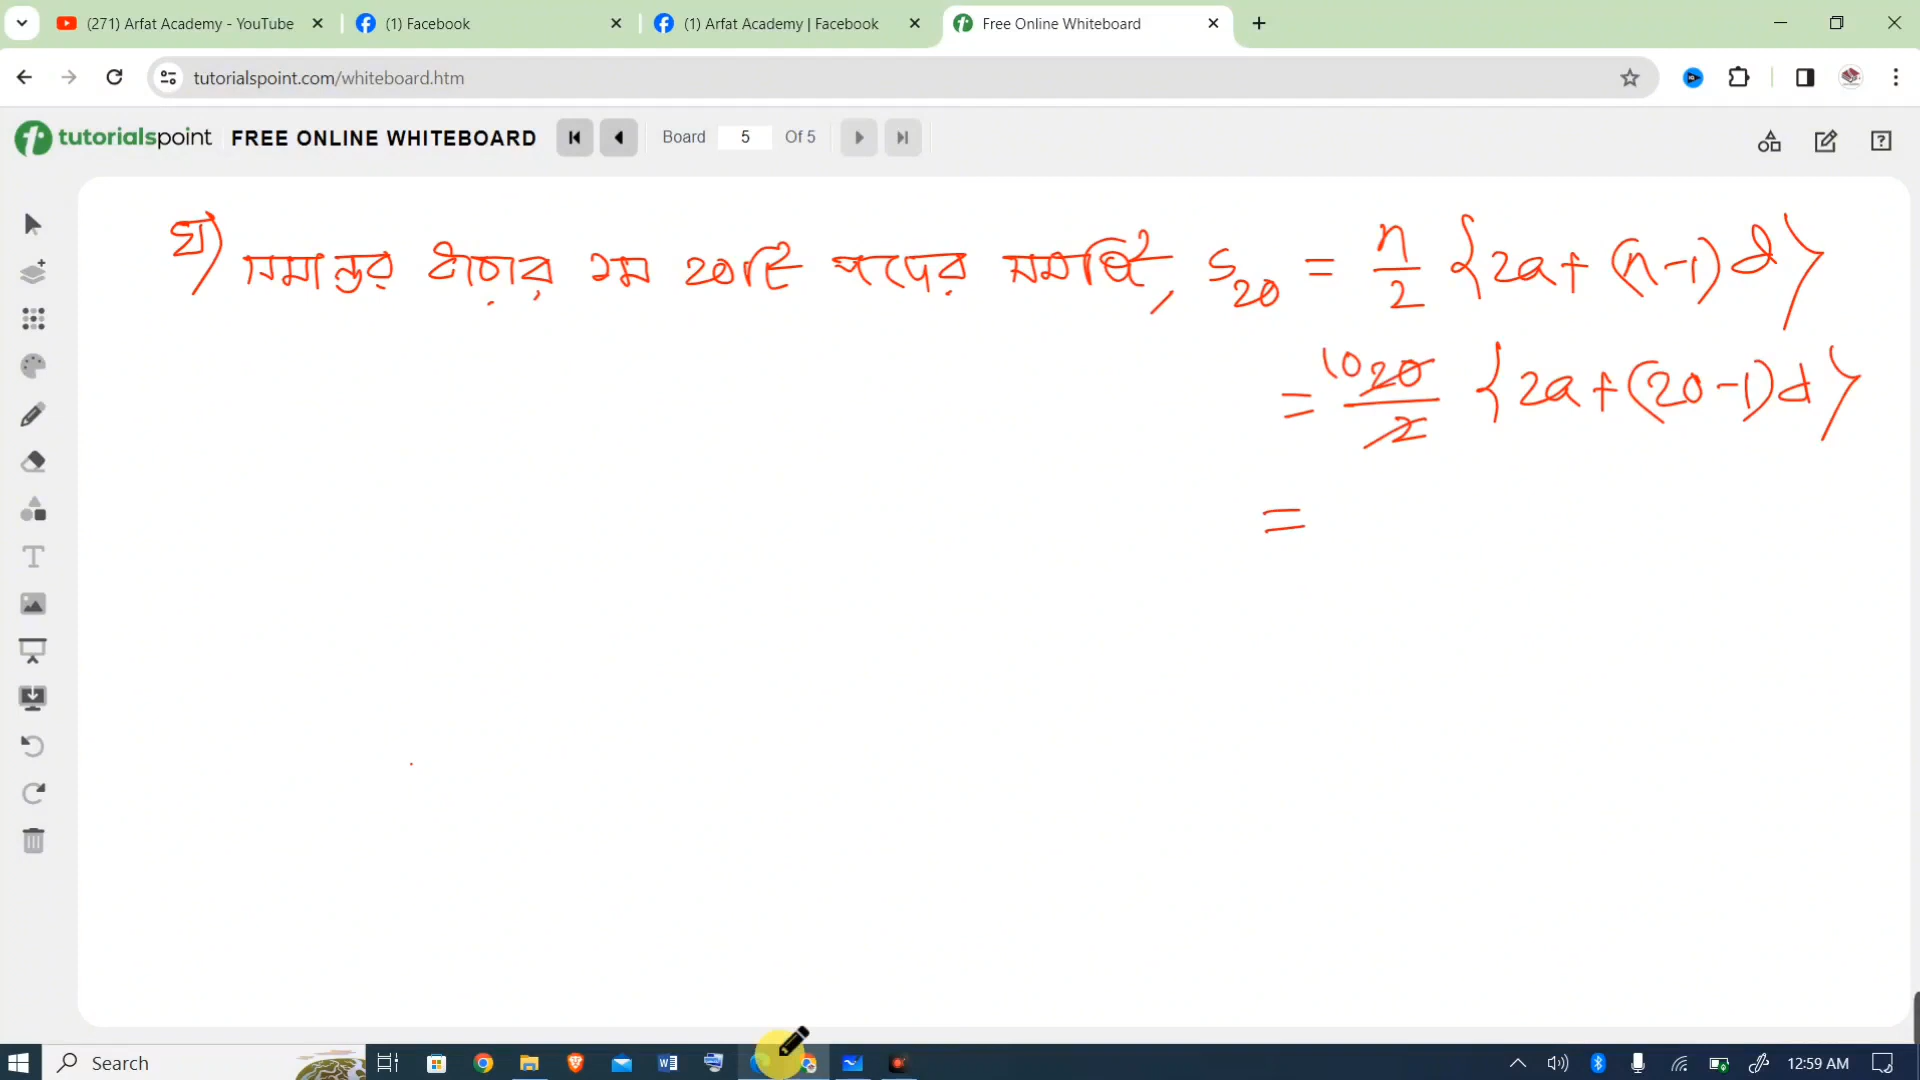 (271) Arfat Academy - YouTube
(1) Facebook
(1) Arfat Academy | Facebook
Free Online Whiteboard
tutorialspoint.com/whiteboard.htm
tutorialspoint FREE ONLINE WHITEBOARD Board 5 Of 5
ঘ) সমান্তর ধারার ১ম 20টি পদের সমষ্টি, S₂₀ = n/2 {2a+(n-1)d}
= 10 20/2 {2a+(20-1)d}
=
Search
12:59 AM